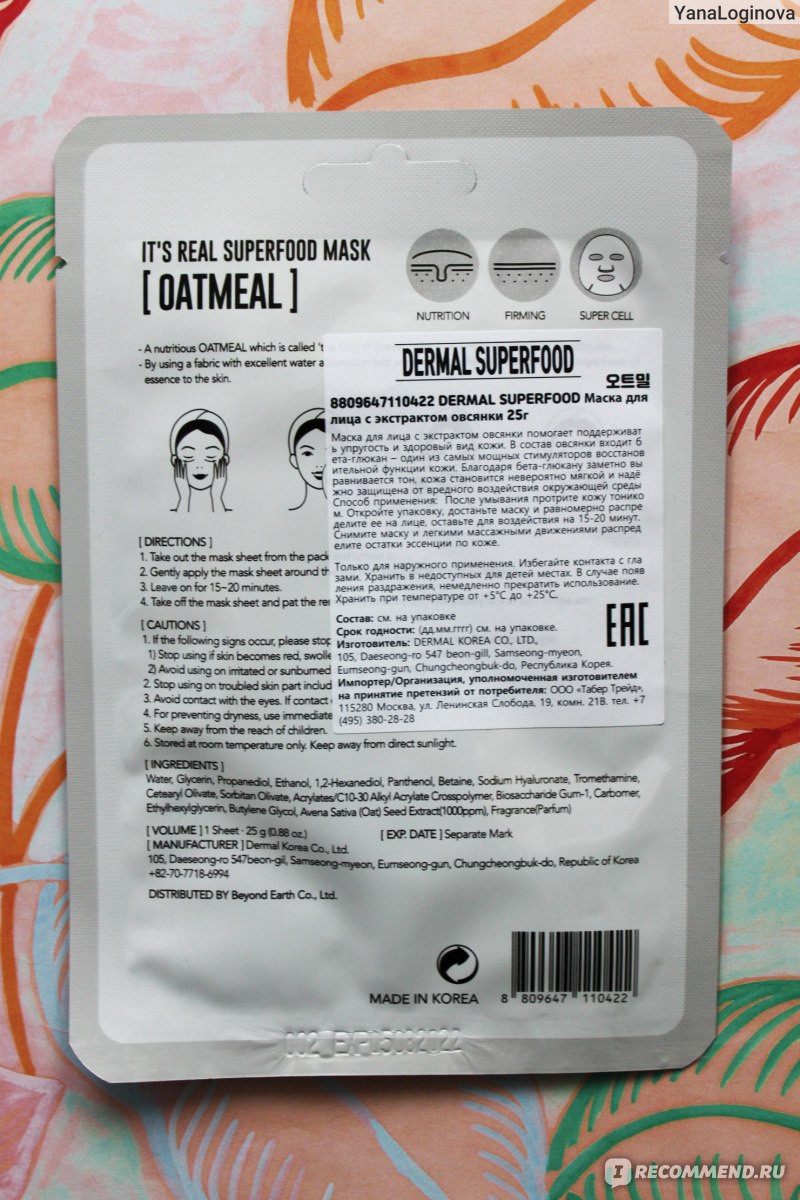 YanaLoginova
IT'S REAL SUPERFOOD MASK
[ OATMEAL ]
NUTRITION
FIRMING
SUPER CELL
- A nutritious OATMEAL which is called
- By using a fabric with excellent water
essence to the skin.
DERMAL SUPERFOOD
오트밀
8809647110422 DERMAL SUPERFOOD Маска для
лица с экстрактом овсянки 25г
Маска для лица с экстрактом овсянки помогает поддерживат
ь упругость и здоровый вид кожи. В состав овсянки входит б
ета-глюкан – один из самых мощных стимуляторов восстанов
ительной функции кожи. Благодаря бета-глюкану заметно вы
равнивается тон, кожа становится невероятно мягкой и надё
жно защищена от вредного воздействия окружающей среды
Способ применения: После умывания протрите кожу тонико
м. Откройте упаковку, достаньте маску и равномерно распре
делите ее на лице, оставьте для воздействия на 15-20 минут.
Снимите маску и легкими массажными движениями распред
елите остатки эссенции по коже.
Только для наружного применения. Избегайте контакта с гла
зами. Хранить в недоступных для детей местах. В случае появ
ления раздражения, немедленно прекратить использование.
Хранить при температуре от +5°C до +25°C.
Состав: см. на упаковке
Срок годности: (дд.мм.гггг) см. на упаковке.
Изготовитель: DERMAL KOREA CO., LTD.,
105, Daeseong-ro 547 beon-gill, Samseong-myeon,
Eumseong-gun, Chungcheongbuk-do, Республика Корея.
Импортер/Организация, уполномоченная изготовителем
на принятие претензий от потребителя: ООО «Табер Трейд»,
115280 Москва, ул. Ленинская Слобода, 19, комн. 21В. тел. +7
(495) 380-28-28
EAC
[ DIRECTIONS ]
1. Take out the mask sheet from the
2. Gently apply the mask sheet around
3. Leave on for 15~20 minutes.
4. Take off the mask sheet and pat the
[ CAUTIONS ]
1. If the following signs occur, please
1) Stop using if skin becomes red,
2) Avoid using on irritated or sunburned
2. Stop using on troubled skin part
3. Avoid contact with the eyes. If contact
4. For preventing dryness, use immediate
5. Keep away from the reach of children.
6. Stored at room temperature only. Keep away from direct sunlight.
[ INGREDIENTS ]
Water, Glycerin, Propanediol, Ethanol, 1,2-Hexanediol, Panthenol, Betaine, Sodium Hyaluronate, Tromethamine,
Cetearyl Olivate, Sorbitan Olivate, Acrylates/C10-30 Alkyl Acrylate Crosspolymer, Biosaccharide Gum-1, Carbomer,
Ethylhexylglycerin, Butylene Glycol, Avena Sativa (Oat) Seed Extract(1000ppm), Fragrance(Parfum)
[ VOLUME ] 1 Sheet · 25 g (0.88 oz.) [ EXP. DATE ] Separate Mark
[ MANUFACTURER ] Dermal Korea Co., Ltd.
105, Daeseong-ro 547beon-gil, Samseong-myeon, Eumseong-gun, Chungcheongbuk-do, Republic of Korea
+82-70-7718-6994
DISTRIBUTED BY Beyond Earth Co., Ltd.
MADE IN KOREA
8 809647 110422
002 EXP15082022
IRECOMMEND.RU